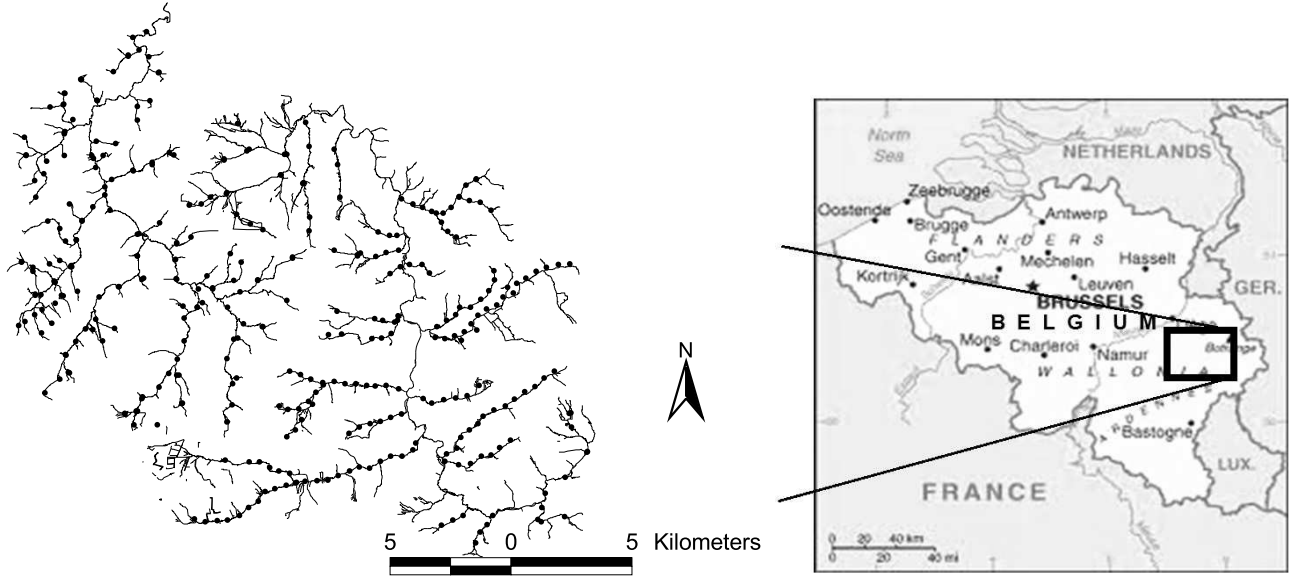 North
Sea
NETHERLANDS
Zeebrugge
Oostende
Antwerp
Brugge
FLANDERS
Gent
Mechelen
Hasselt
Kortrijk
Aalst
Leuven
GER.
BRUSSELS
BELGIUM
Mons
Charleroi
Namur
WALLONIA
N
ARDENNES
Bastogne
LUX.
FRANCE
5 0 5 Kilometers
0 20 40 km
0 20 40 mi